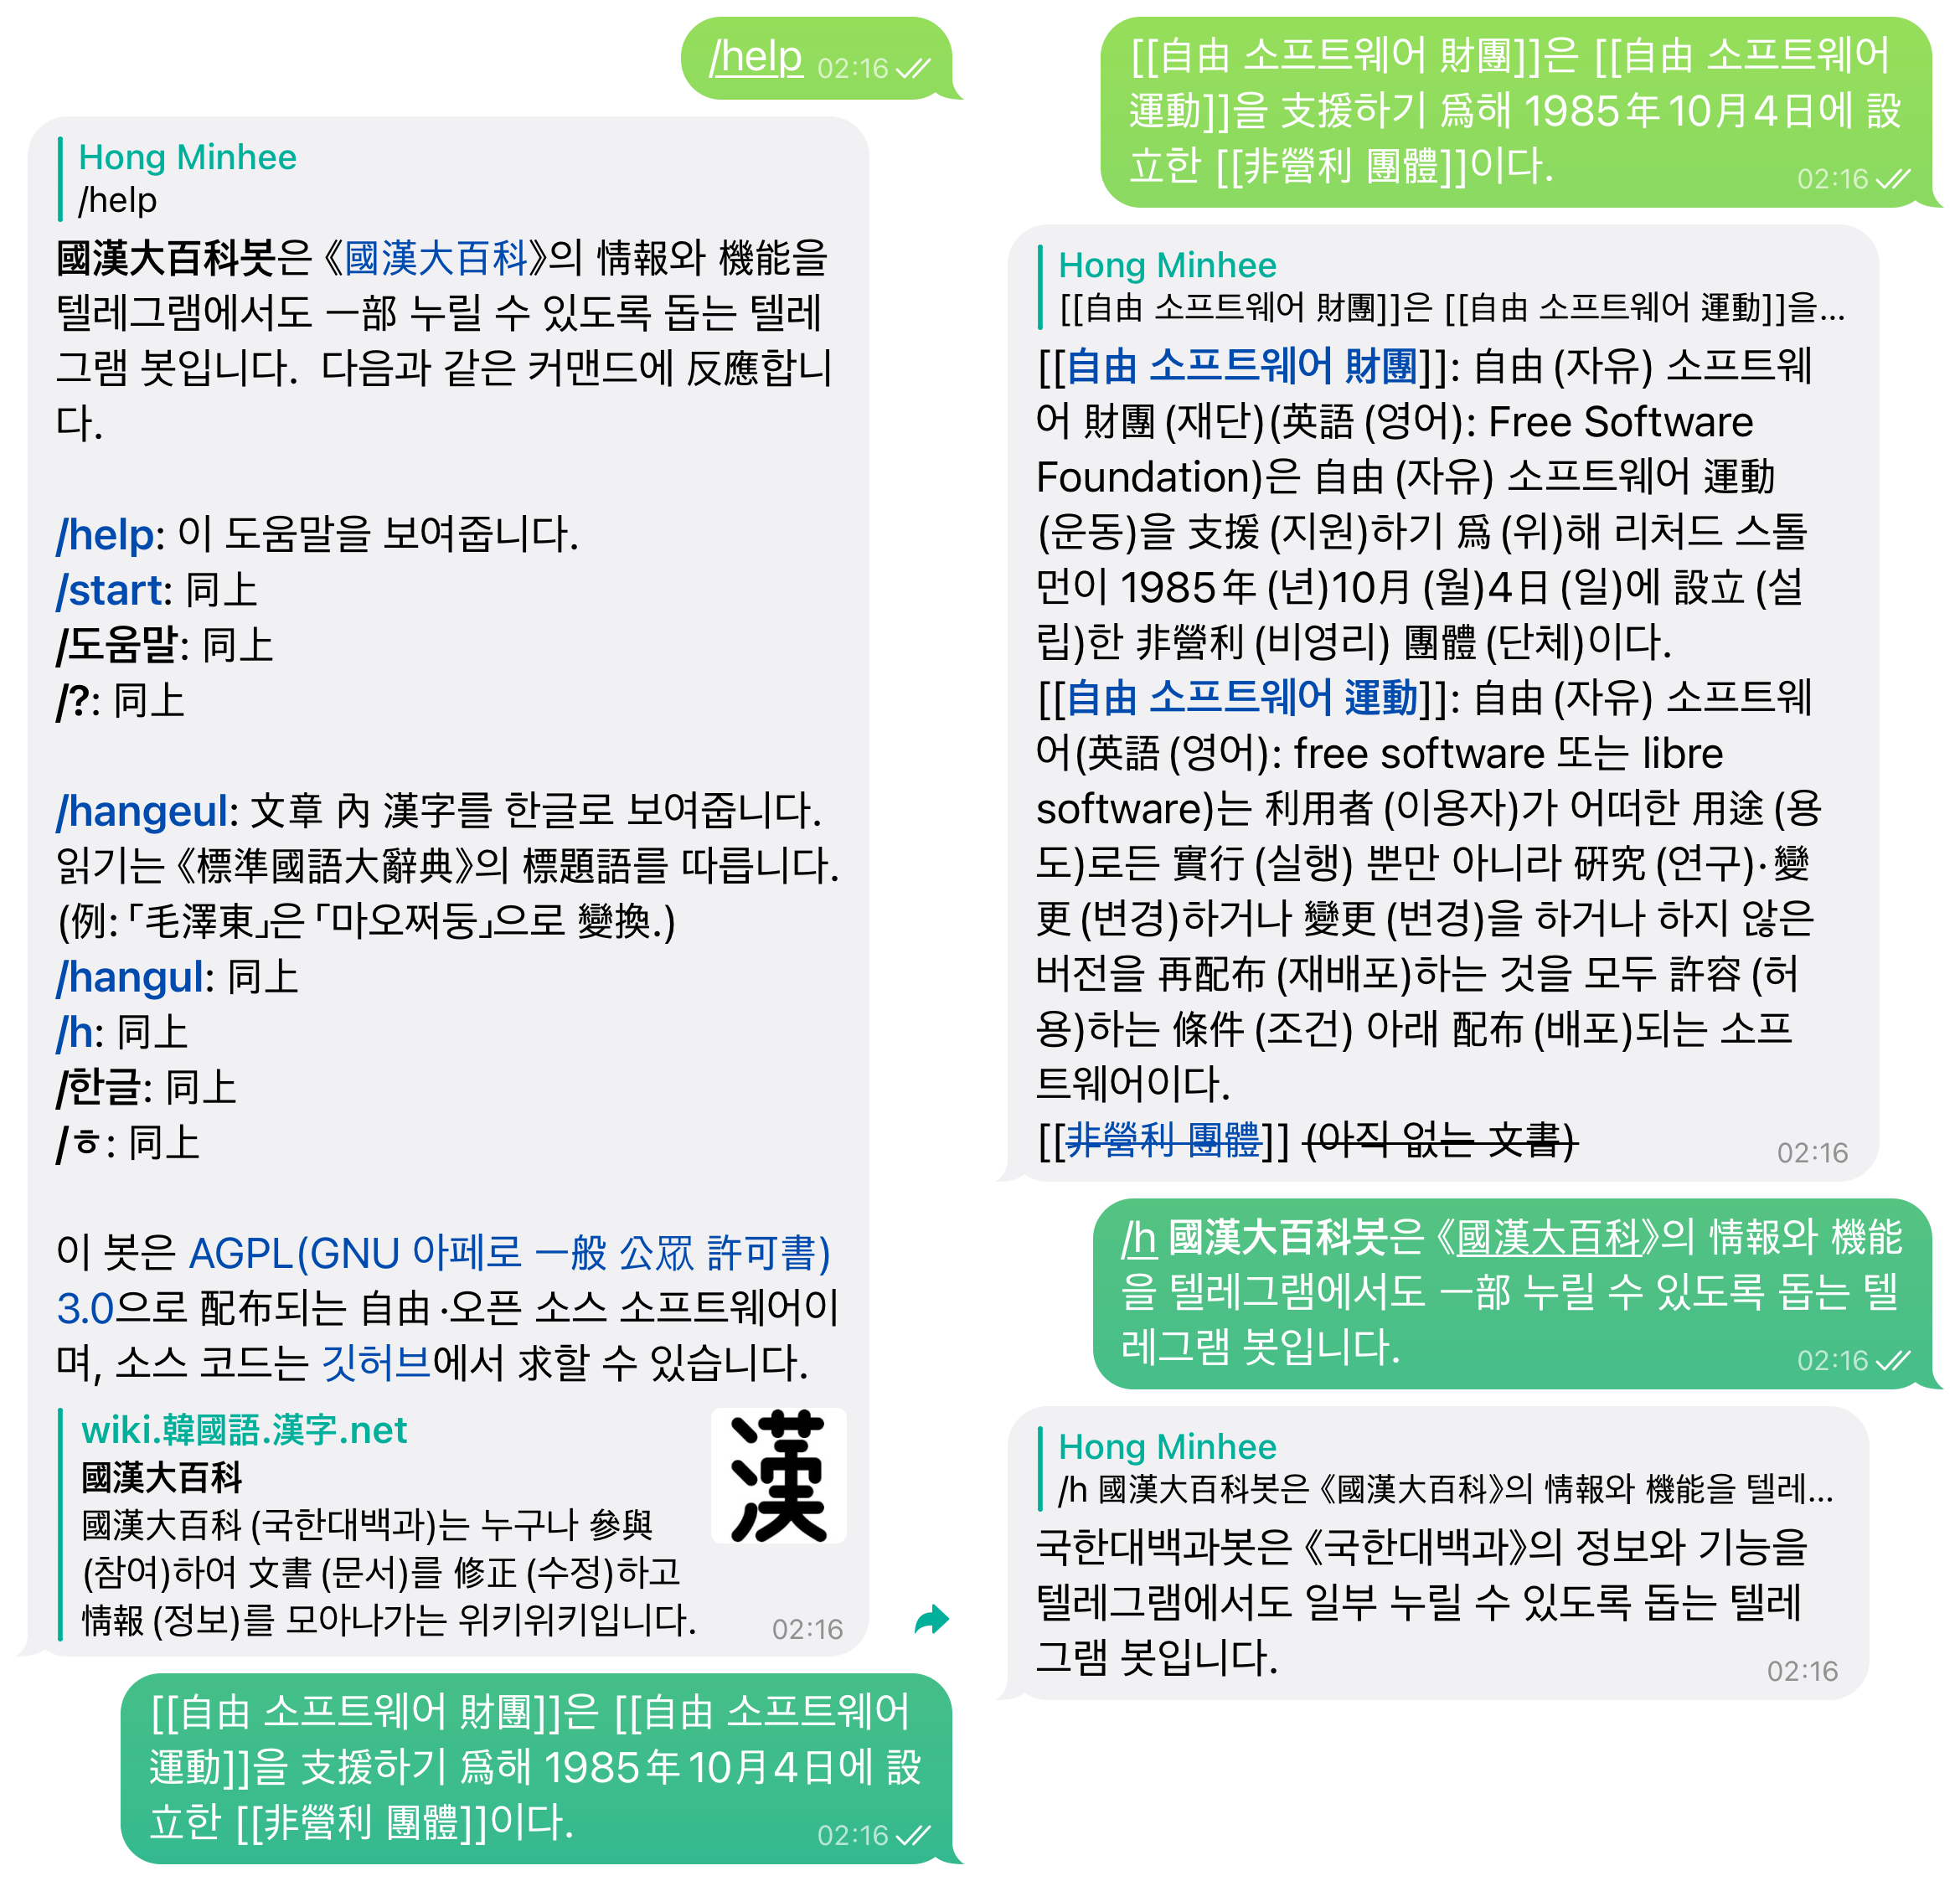 /help 02:16
Hong Minhee
/help
國漢大百科봇은《國漢大百科》의 情報와 機能을
텔레그램에서도 一部 누릴 수 있도록 돕는 텔레
그램 봇입니다. 다음과 같은 커맨드에 反應합니
다.
/help: 이 도움말을 보여줍니다.
/start: 同上
/도움말: 同上
/?: 同上
/hangeul: 文章 內 漢字를 한글로 보여줍니다.
읽기는《標準國語大辭典》의 標題語를 따릅니다.
(例:「毛澤東」은「마오쩌둥」으로 變換.)
/hangul: 同上
/h: 同上
/한글: 同上
/ㅎ: 同上
이 봇은 AGPL(GNU 아페로 一般 公眾 許可書)
3.0으로 配布되는 自由·오픈 소스 소프트웨어이
며, 소스 코드는 깃허브에서 求할 수 있습니다.
wiki.韓國語.漢字.net
國漢大百科
漢
國漢大百科(국한대백과)는 누구나 參與
(참여)하여 文書(문서)를 修正(수정)하고
情報(정보)를 모아나가는 위키위키입니다.
02:16
[[自由 소프트웨어 財團]]은 [[自由 소프트웨어
運動]]을 支援하기 爲해 1985年10月4日에 設
立한 [[非營利 團體]]이다.
02:16
[[自由 소프트웨어 財團]]은 [[自由 소프트웨어
運動]]을 支援하기 爲해 1985年10月4日에 設
立한 [[非營利 團體]]이다.
02:16
Hong Minhee
[[自由 소프트웨어 財團]]은 [[自由 소프트웨어 運動]]을...
[[自由 소프트웨어 財團]]: 自由(자유) 소프트웨
어 財團(재단)(英語(영어): Free Software
Foundation)은 自由(자유) 소프트웨어 運動
(운동)을 支援(지원)하기 爲(위)해 리처드 스톨
먼이 1985年(년)10月(월)4日(일)에 設立(설
립)한 非營利(비영리) 團體(단체)이다.
[[自由 소프트웨어 運動]]: 自由(자유) 소프트웨
어(英語(영어): free software 또는 libre
software)는 利用者(이용자)가 어떠한 用途(용
도)로든 實行(실행) 뿐만 아니라 硏究(연구)·變
更(변경)하거나 變更(변경)을 하거나 하지 않은
버전을 再配布(재배포)하는 것을 모두 許容(허
용)하는 條件(조건) 아래 配布(배포)되는 소프
트웨어이다.
[[非營利 團體]] (아직 없는 文書)
02:16
/h 國漢大百科봇은《國漢大百科》의 情報와 機能
을 텔레그램에서도 一部 누릴 수 있도록 돕는 텔
레그램 봇입니다.
02:16
Hong Minhee
/h 國漢大百科봇은《國漢大百科》의 情報와 機能을 텔레...
국한대백과봇은《국한대백과》의 정보와 기능을
텔레그램에서도 일부 누릴 수 있도록 돕는 텔레
그램 봇입니다.
02:16